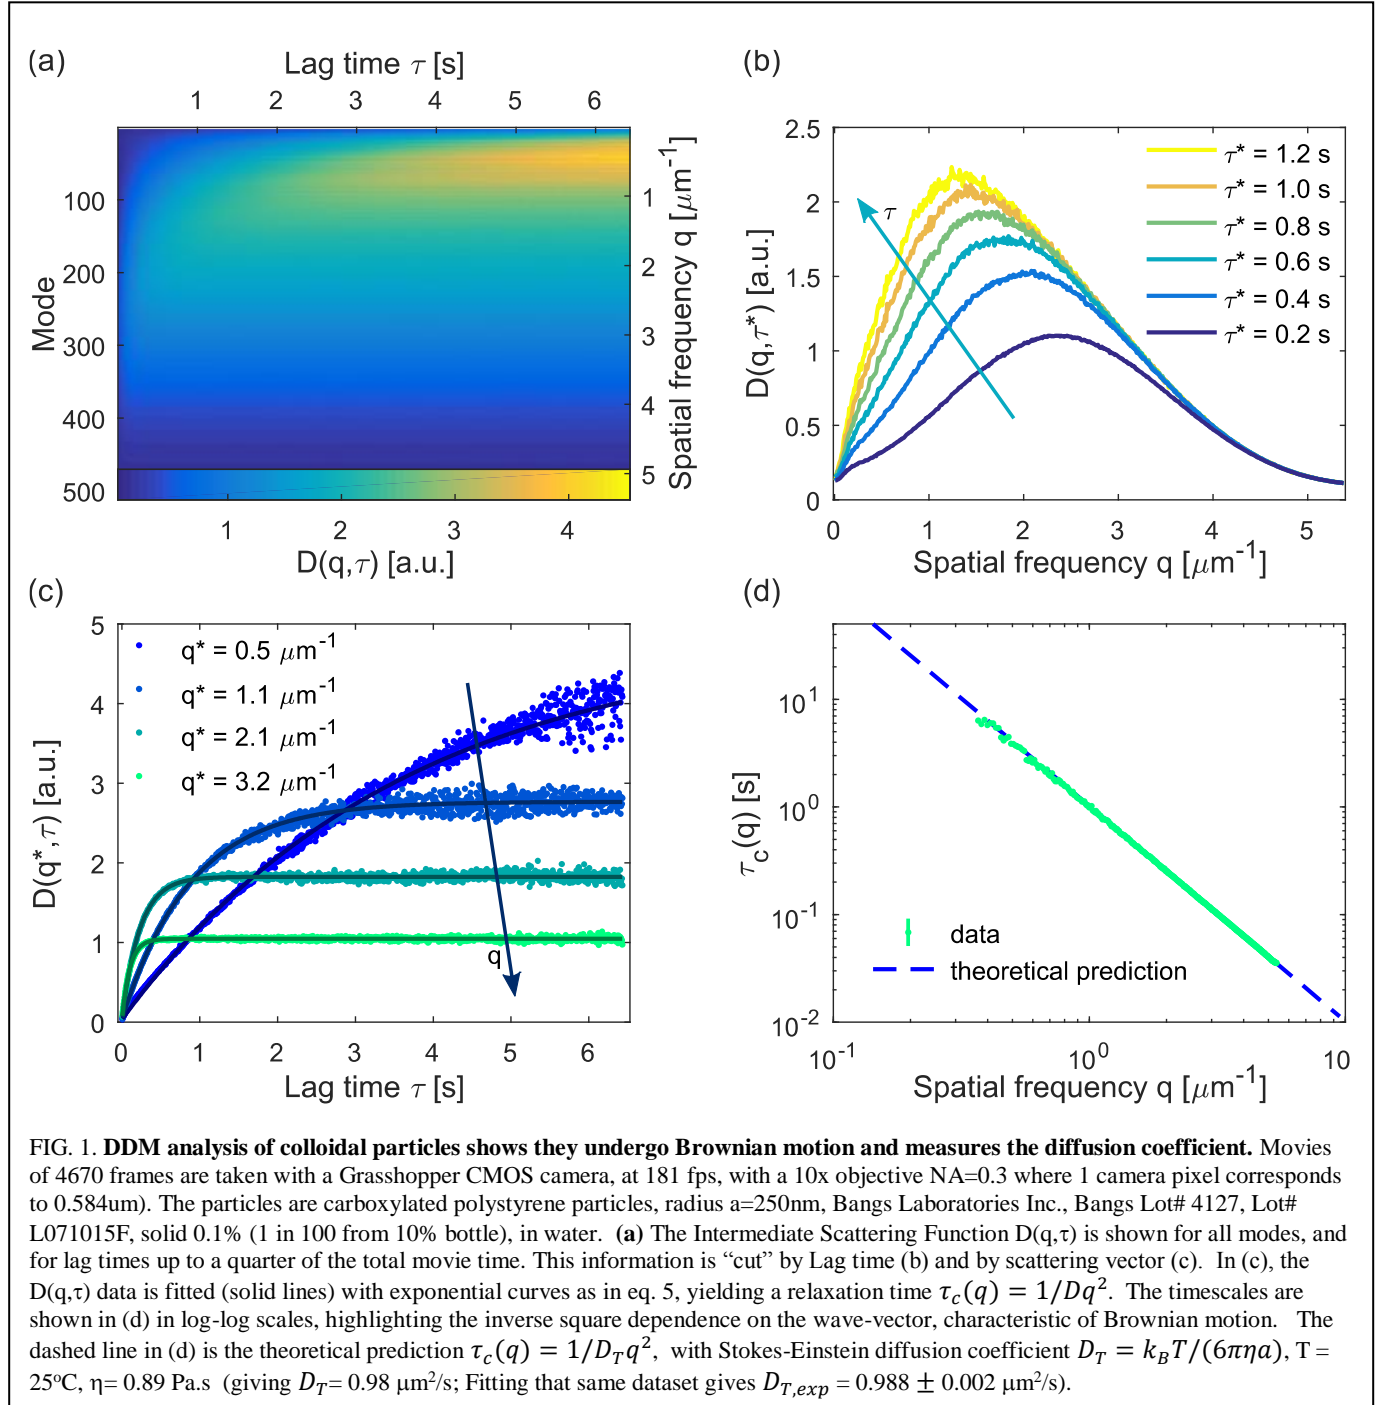 (a)
Lag time τ [s]
1 2 3 4 5 6
Mode
100
200
300
400
500
Spatial frequency q [μm⁻¹]
1
2
3
4
5
1 2 3 4
D(q,τ) [a.u.]
(b)
D(q,τ*) [a.u.]
2.5
2
1.5
1
0.5
0
τ
τ* = 1.2 s
τ* = 1.0 s
τ* = 0.8 s
τ* = 0.6 s
τ* = 0.4 s
τ* = 0.2 s
0 1 2 3 4 5
Spatial frequency q [μm⁻¹]
(c)
D(q*,τ) [a.u.]
5
4
3
2
1
0
q* = 0.5 μm⁻¹
q* = 1.1 μm⁻¹
q* = 2.1 μm⁻¹
q* = 3.2 μm⁻¹
q
0 1 2 3 4 5 6
Lag time τ [s]
(d)
τc(q) [s]
10¹
10⁰
10⁻¹
10⁻²
data
theoretical prediction
10⁻¹ 10⁰ 10
Spatial frequency q [μm⁻¹]
FIG. 1. DDM analysis of colloidal particles shows they undergo Brownian motion and measures the diffusion coefficient. Movies
of 4670 frames are taken with a Grasshopper CMOS camera, at 181 fps, with a 10x objective NA=0.3 where 1 camera pixel corresponds
to 0.584um). The particles are carboxylated polystyrene particles, radius a=250nm, Bangs Laboratories Inc., Bangs Lot# 4127, Lot#
L071015F, solid 0.1% (1 in 100 from 10% bottle), in water. (a) The Intermediate Scattering Function D(q,τ) is shown for all modes, and
for lag times up to a quarter of the total movie time. This information is “cut” by Lag time (b) and by scattering vector (c). In (c), the
D(q,τ) data is fitted (solid lines) with exponential curves as in eq. 5, yielding a relaxation time τc(q) = 1/Dq². The timescales are
shown in (d) in log-log scales, highlighting the inverse square dependence on the wave-vector, characteristic of Brownian motion. The
dashed line in (d) is the theoretical prediction τc(q) = 1/D_T q², with Stokes-Einstein diffusion coefficient D_T = k_B T/(6πηa), T =
25°C, η= 0.89 Pa.s (giving D_T= 0.98 μm²/s; Fitting that same dataset gives D_T,exp = 0.988 ± 0.002 μm²/s).